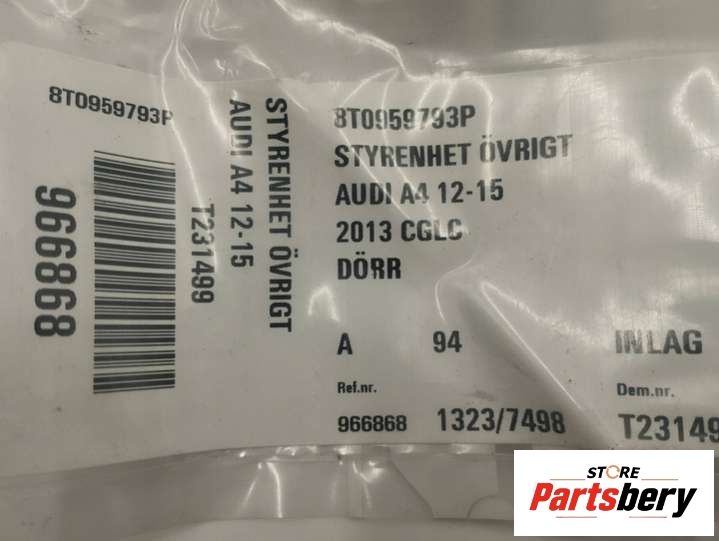 8T0959793P
966868
T231499
STYRENHET ÖVRIGT
AUDI A4 12-15
8T0959793P
STYRENHET ÖVRIGT
AUDI A4 12-15
2013 CGLC
DÖRR
A 94 INLAG
Ref.nr. Dem.nr.
966868 1323/7498 T23149
STORE
Partsbery